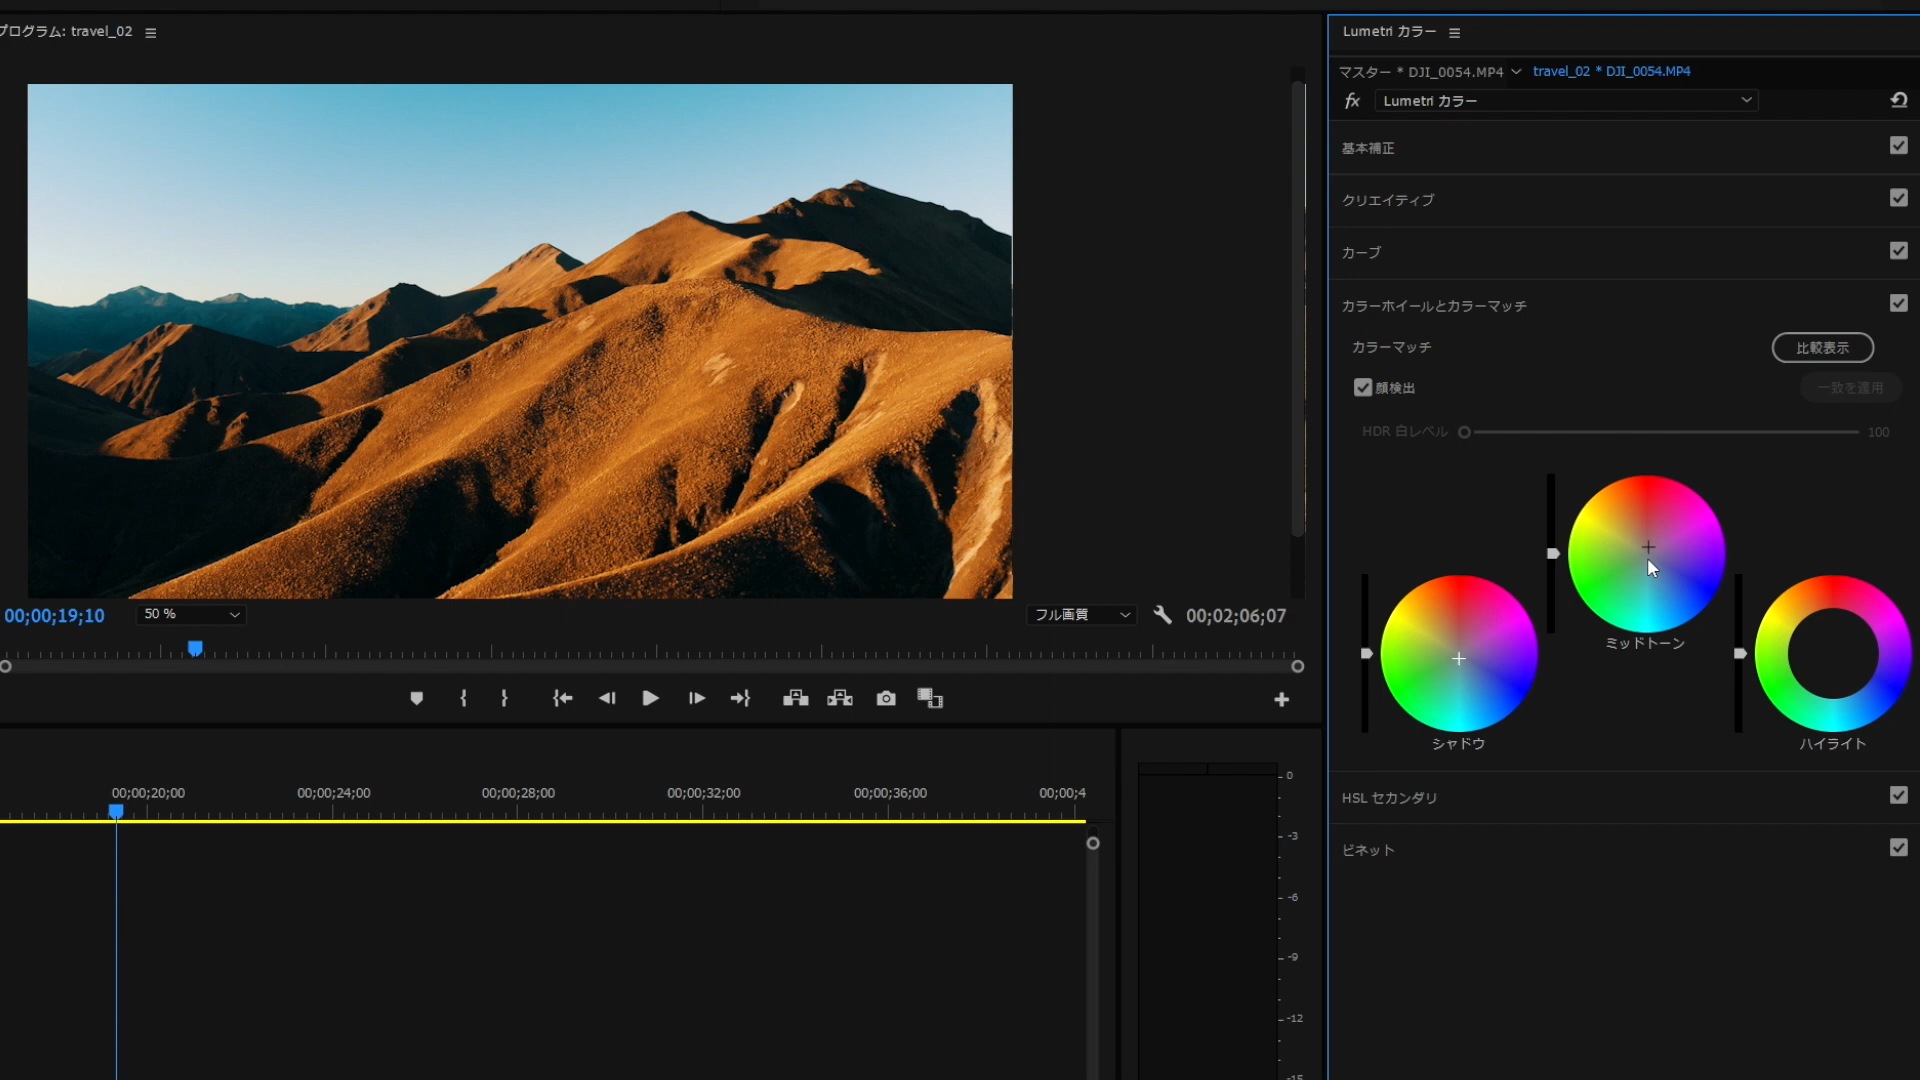 プログラム: travel_02
00;00;19;10
50 %
フル画質
00;02;06;07
00;00;20;00
00;00;24;00
00;00;28;00
00;00;32;00
00;00;36;00
00;00;4
0
-3
-6
-9
-12
-15
Lumetri カラー
マスター * DJI_0054.MP4
travel_02 * DJI_0054.MP4
fx
Lumetri カラー
基本補正
クリエイティブ
カーブ
カラーホイールとカラーマッチ
カラーマッチ
比較表示
顔検出
一致を適用
HDR 白レベル
100
ミッドトーン
シャドウ
ハイライト
HSL セカンダリ
ビネット